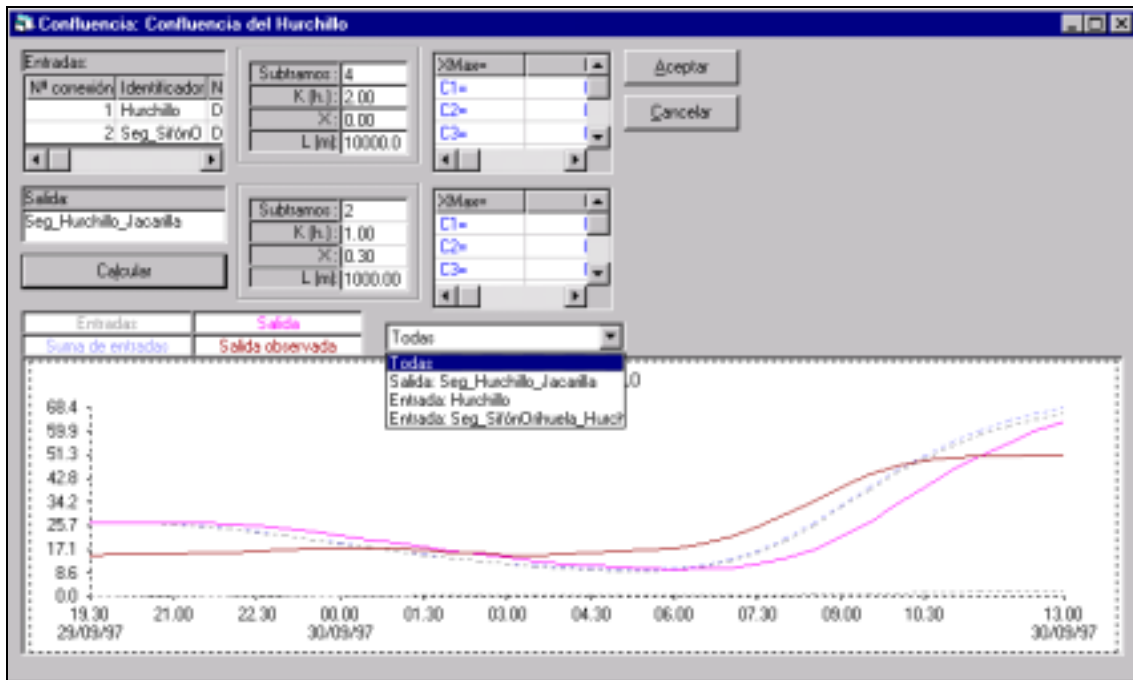 Confluencia: Confluencia del Hurchillo
Entradas:
Nº conexión Identificador N
1 Hurchillo D
2 Seg_SifónO D
Subtramos: 4
K (h.): 2.00
X: 0.00
L (m): 10000.0
XMax=
C1=
C2=
C3=
Aceptar
Cancelar
Salida:
Seg_Hurchillo_Jacarilla
Calcular
Subtramos: 2
K (h.): 1.00
X: 0.30
L (m): 1000.00
XMax=
C1=
C2=
C3=
Entradas Salida
Suma de entradas Salida observada
Todas
Todas
Salida: Seg_Hurchillo_Jacarilla
Entrada: Hurchillo
Entrada: Seg_SifónOrihuela_Hurch
68.4
59.9
51.3
42.8
34.2
25.7
17.1
8.6
0.0
19.30 21.00 22.30 00.00 01.30 03.00 04.30 06.00 07.30 09.00 10.30 13.00
29/09/97 30/09/97 30/09/97